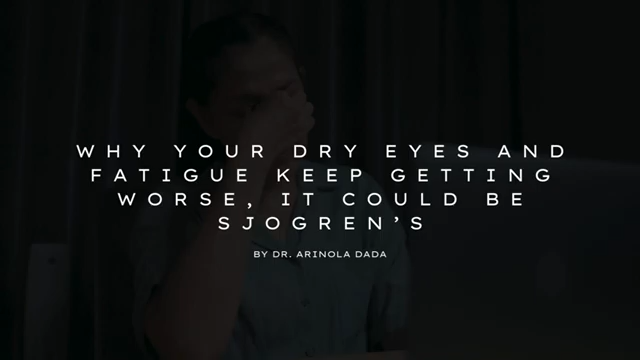 WHY YOUR DRY EYES AND
FATIGUE KEEP GETTING
WORSE, IT COULD BE
SJOGREN'S
BY DR. ARINOLA DADA